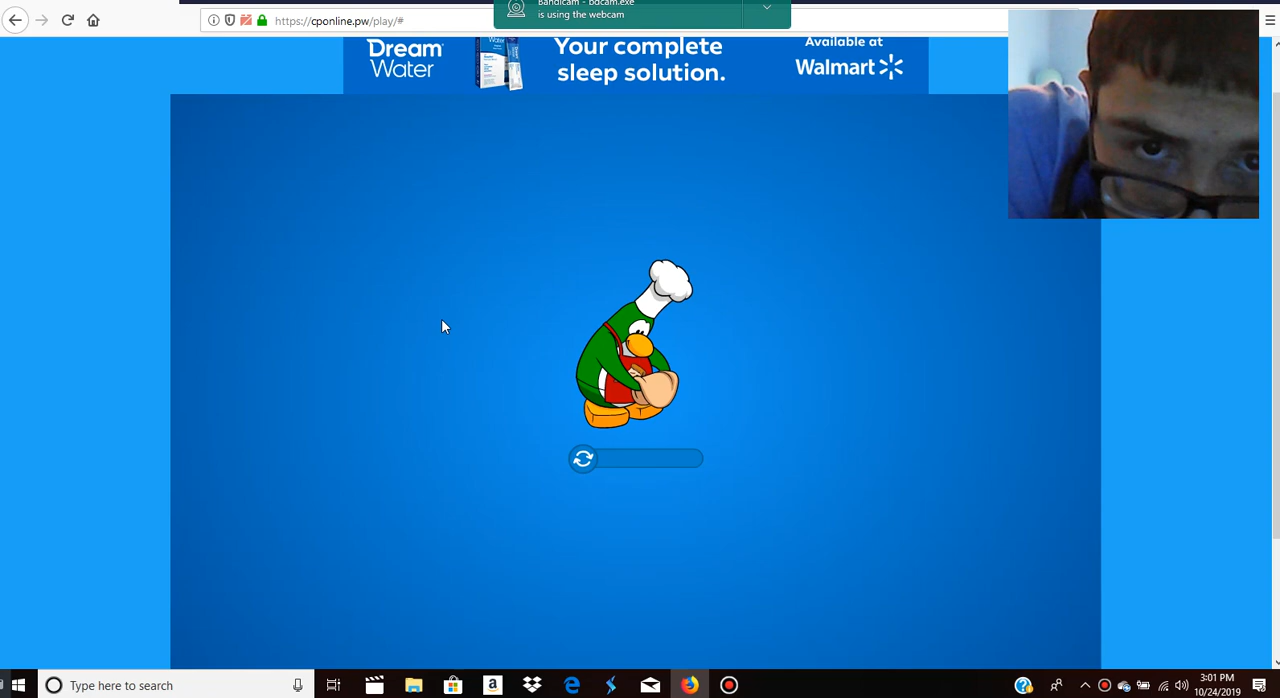 Bandicam - bdcam.exe
is using the webcam
https://cponline.pw/play/#
Dream
Water
Your complete
sleep solution.
Available at
Walmart
Type here to search
3:01 PM
10/24/2019